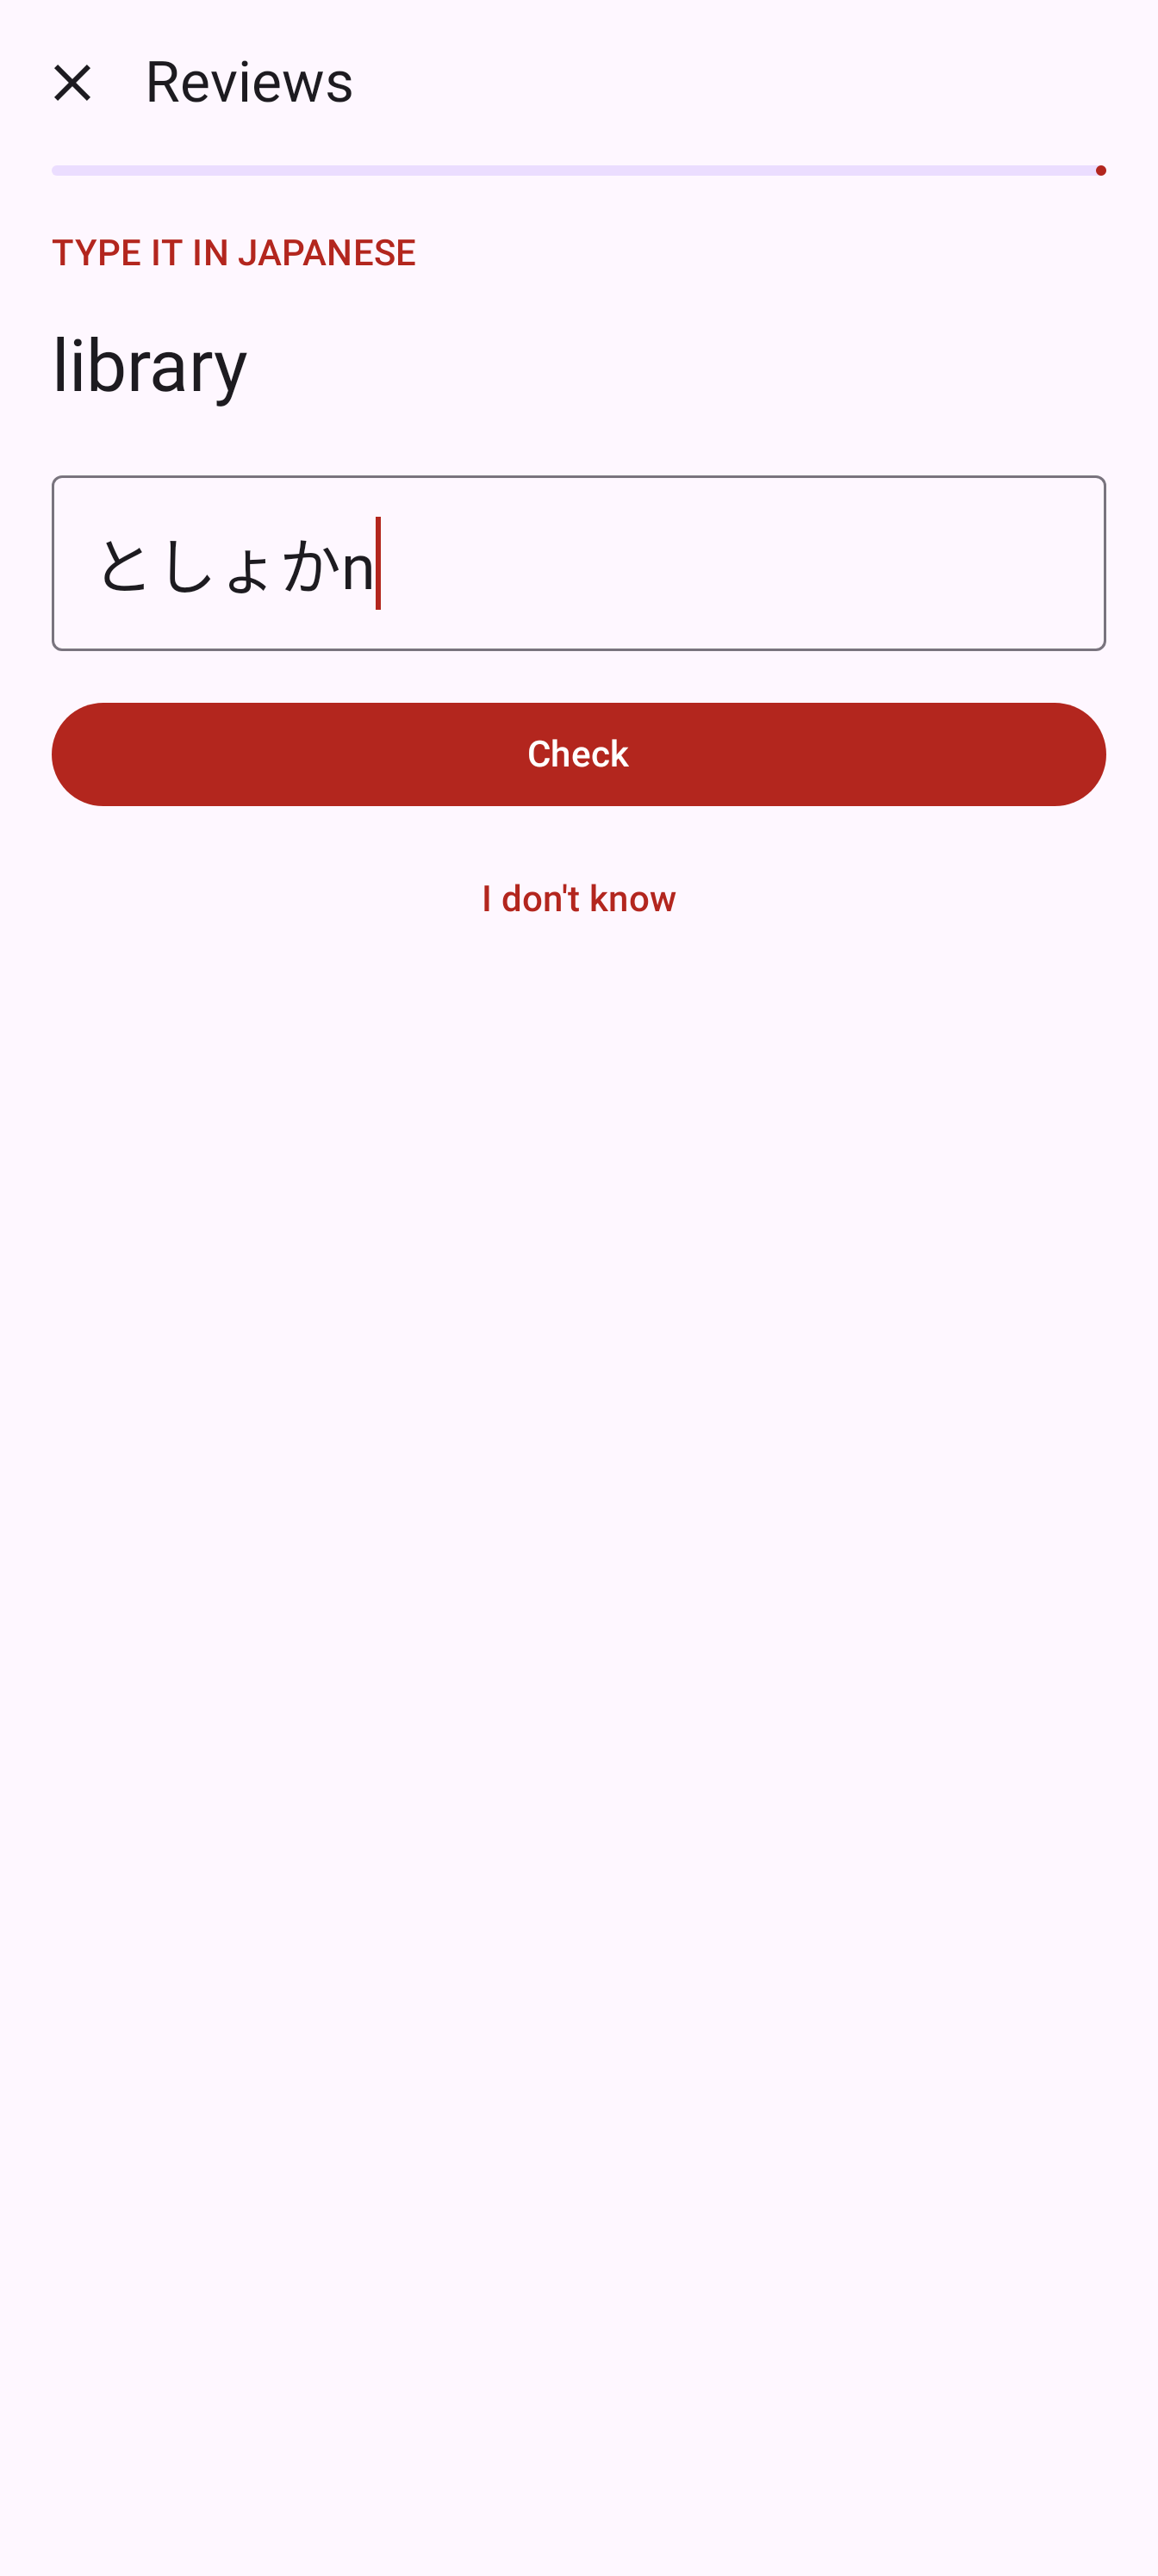 Reviews
TYPE IT IN JAPANESE
library
としょかn
Check
I don't know